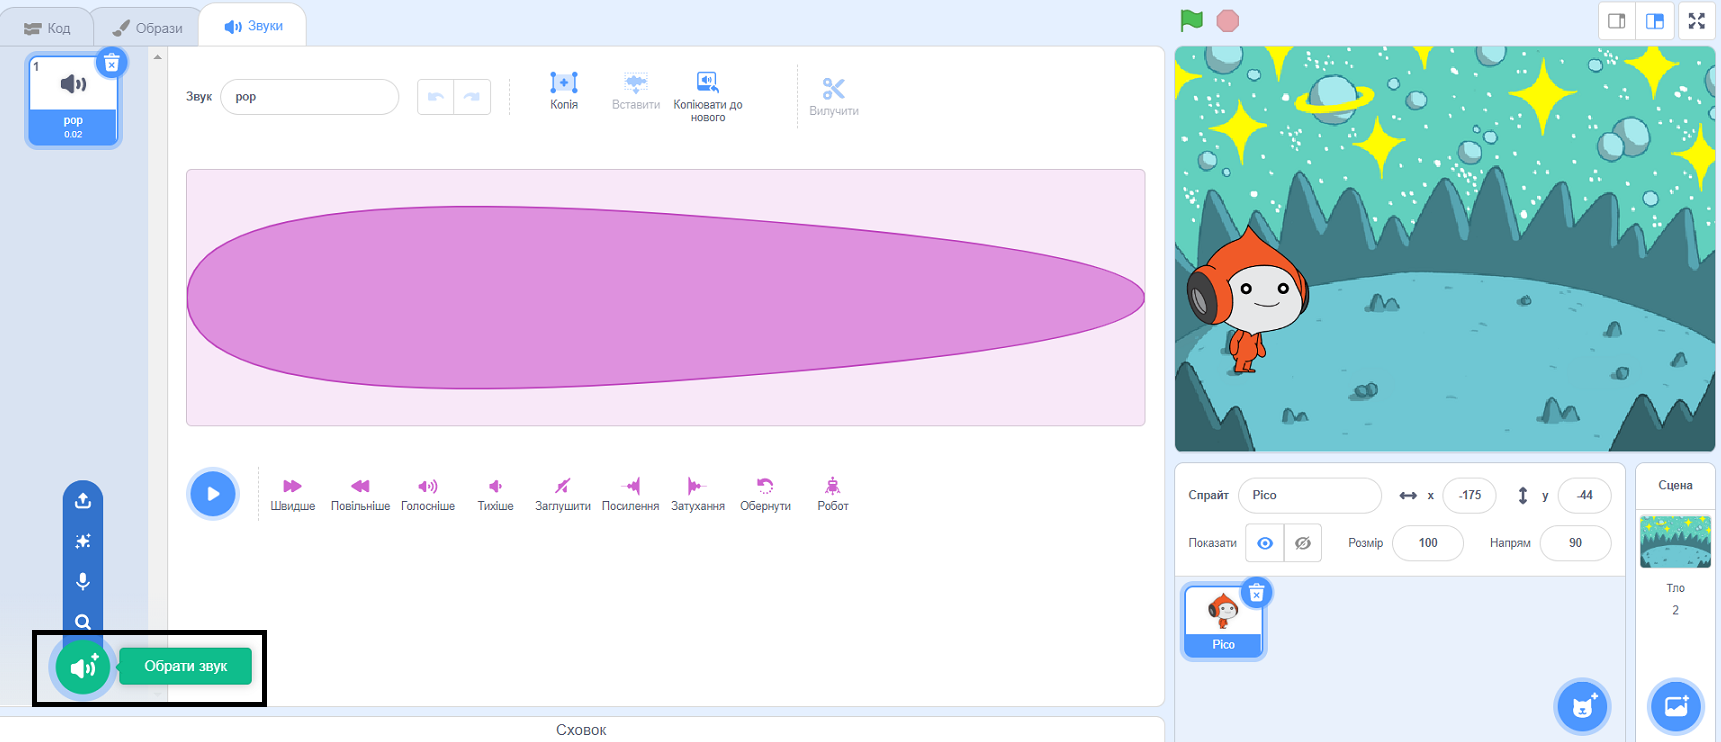 Код
Образи
Звуки
1
pop
0.02
Звук
pop
Копія
Вставити
Копіювати до
нового
Вилучити
Швидше
Повільніше
Голосніше
Тихіше
Заглушити
Посилення
Затухання
Обернути
Робот
Обрати звук
Сховок
Спрайт
Pico
x
-175
y
-44
Показати
Розмір
100
Напрям
90
Pico
Сцена
Тло
2